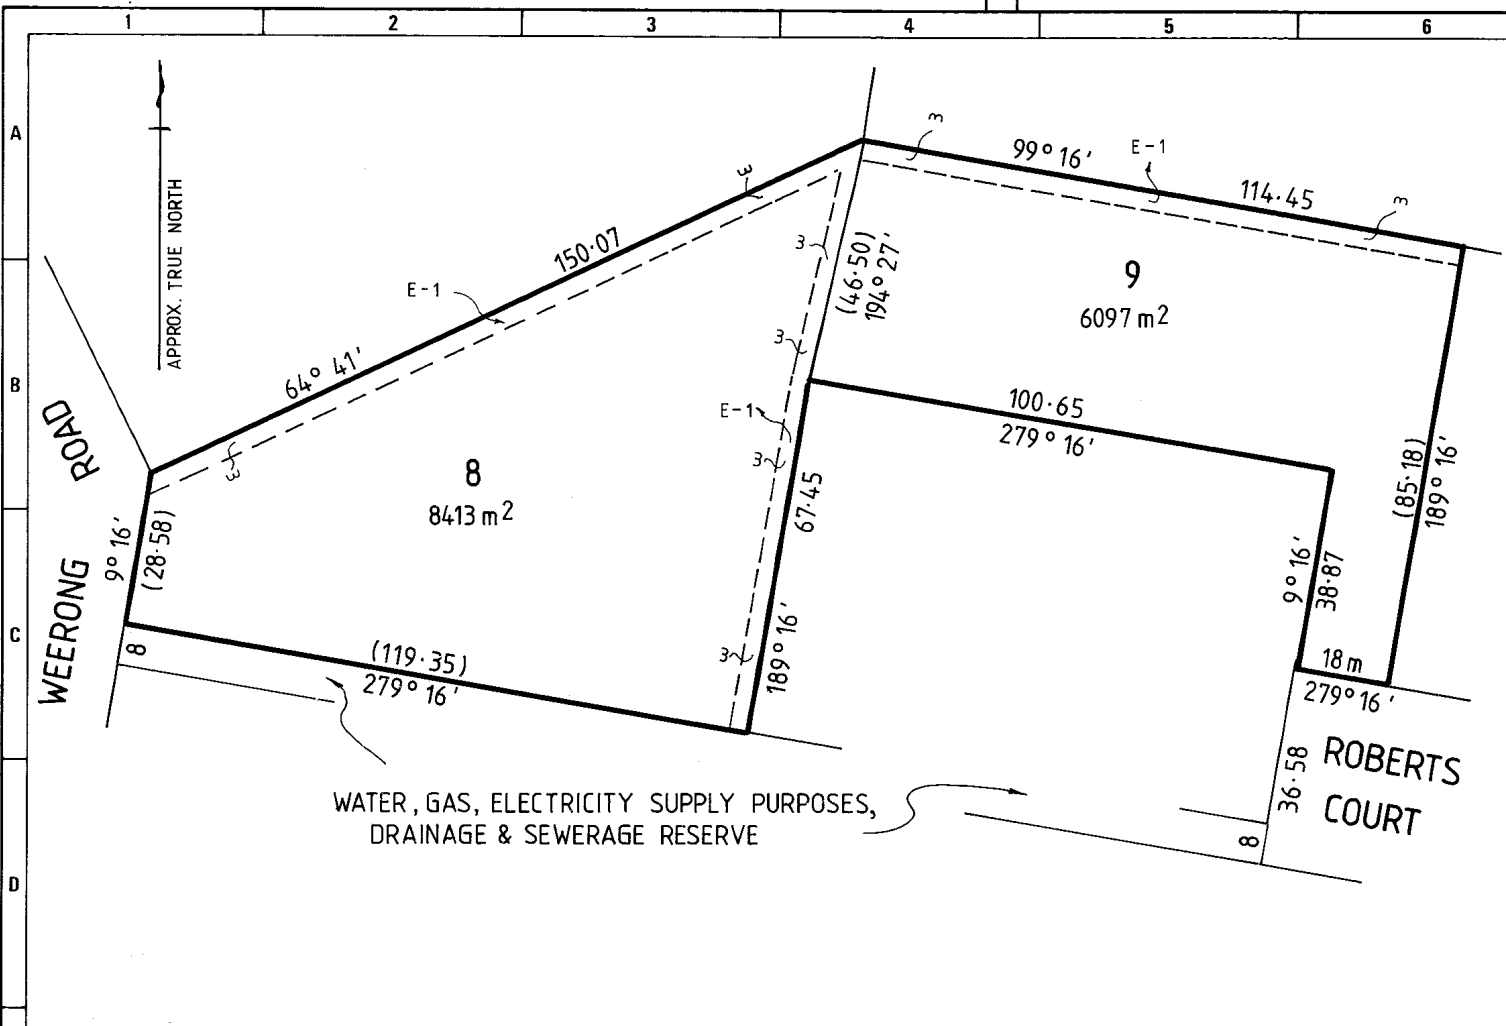 1 2 3 4 5 6
A
B
C
D
APPROX. TRUE NORTH
WEERONG ROAD
64° 41'
150·07
E-1
3
3
8
8413 m2
9° 16'
(28·58)
8
(119·35)
279° 16'
3
3
E-1
3
3
(46·50)
194° 27'
67·45
189° 16'
3
99° 16'
E-1
114·45
3
9
6097 m2
100·65
279° 16'
(85·18)
189° 16'
9° 16'
38·87
18 m
279° 16'
36·58
8
ROBERTS
COURT
WATER, GAS, ELECTRICITY SUPPLY PURPOSES,
DRAINAGE & SEWERAGE RESERVE